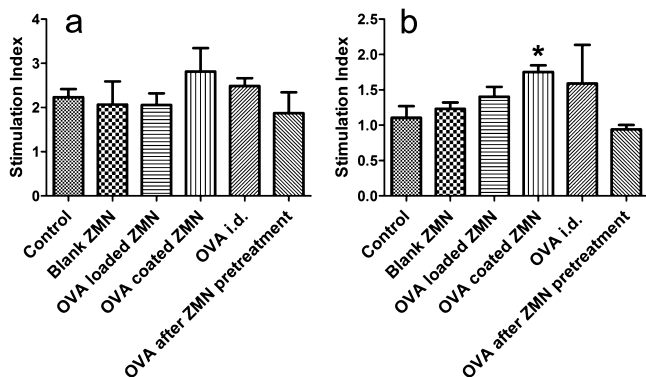 a
Stimulation Index
4
3
2
1
0
Control
Blank ZMN
OVA loaded ZMN
OVA coated ZMN
OVA i.d.
OVA after ZMN pretreatment
b
Stimulation Index
2.5
2.0
1.5
1.0
0.5
0.0
*
Control
Blank ZMN
OVA loaded ZMN
OVA coated ZMN
OVA i.d.
OVA after ZMN pretreatment